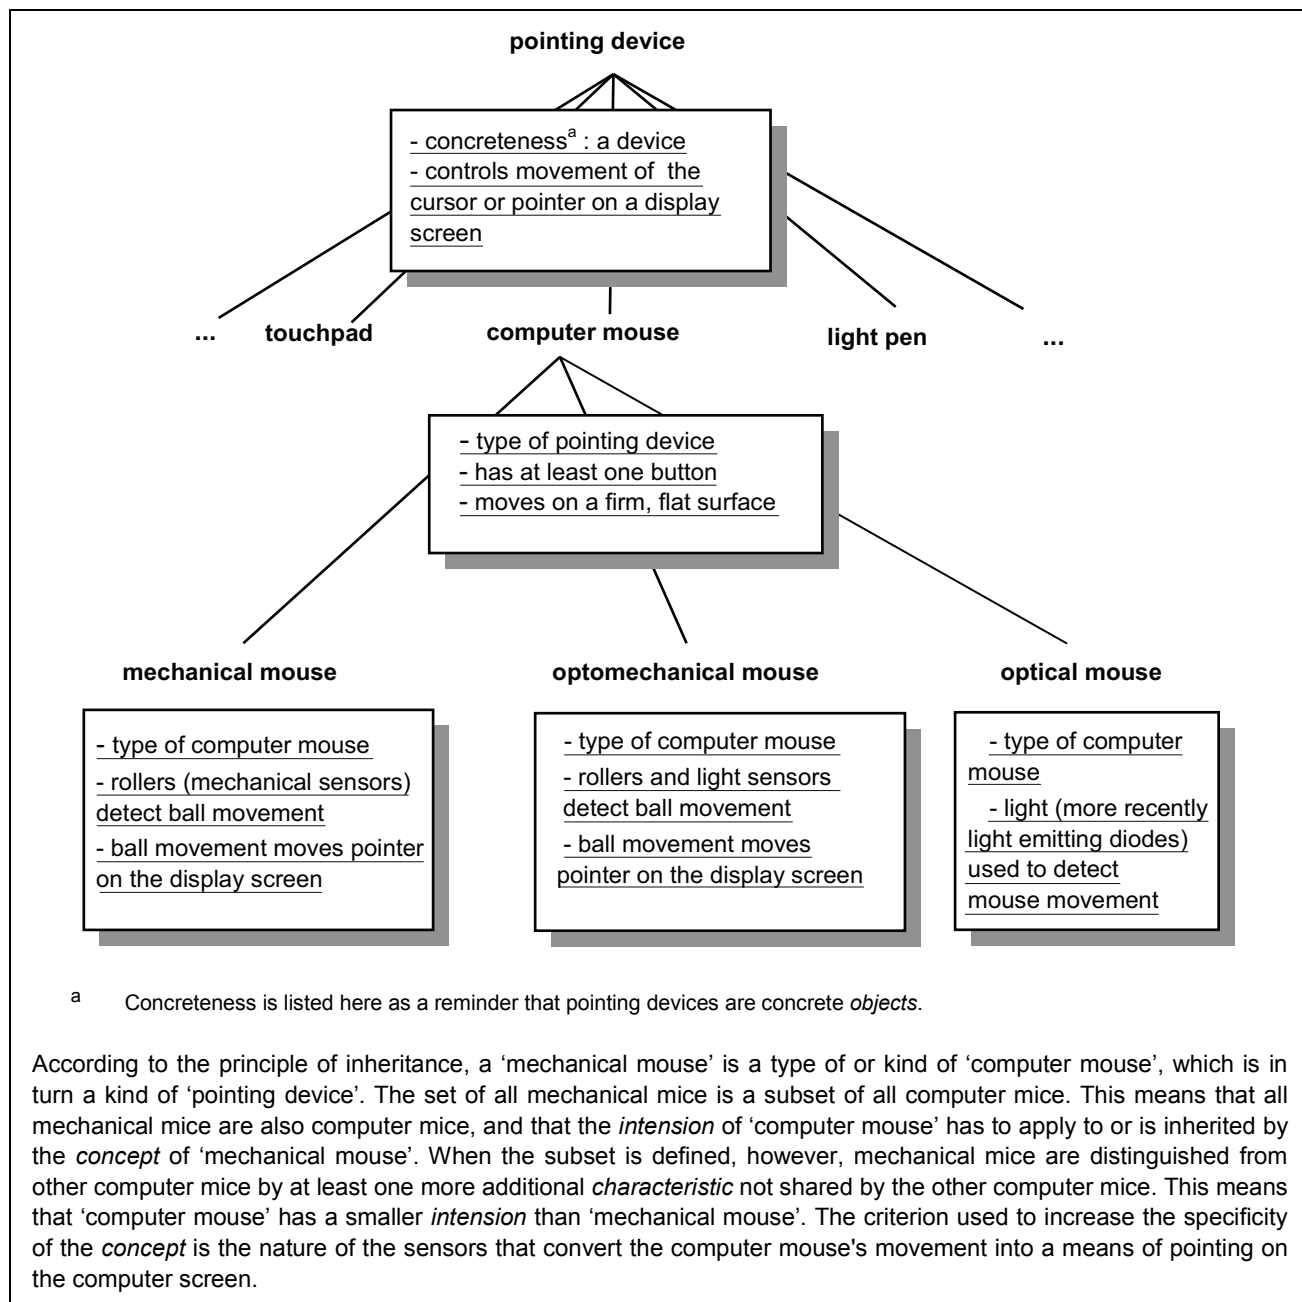 pointing device
- concretenessa : a device
- controls movement of the
cursor or pointer on a display
screen
...
touchpad
computer mouse
light pen
...
- type of pointing device
- has at least one button
- moves on a firm, flat surface
mechanical mouse
optomechanical mouse
optical mouse
- type of computer mouse
- rollers (mechanical sensors)
detect ball movement
- ball movement moves pointer
on the display screen
- type of computer mouse
- rollers and light sensors
detect ball movement
- ball movement moves
pointer on the display screen
- type of computer
mouse
- light (more recently
light emitting diodes)
used to detect
mouse movement
a Concreteness is listed here as a reminder that pointing devices are concrete objects.
According to the principle of inheritance, a ‘mechanical mouse’ is a type of or kind of ‘computer mouse’, which is in
turn a kind of ‘pointing device’. The set of all mechanical mice is a subset of all computer mice. This means that all
mechanical mice are also computer mice, and that the intension of ‘computer mouse’ has to apply to or is inherited by
the concept of ‘mechanical mouse’. When the subset is defined, however, mechanical mice are distinguished from
other computer mice by at least one more additional characteristic not shared by the other computer mice. This means
that ‘computer mouse’ has a smaller intension than ‘mechanical mouse’. The criterion used to increase the specificity
of the concept is the nature of the sensors that convert the computer mouse's movement into a means of pointing on
the computer screen.